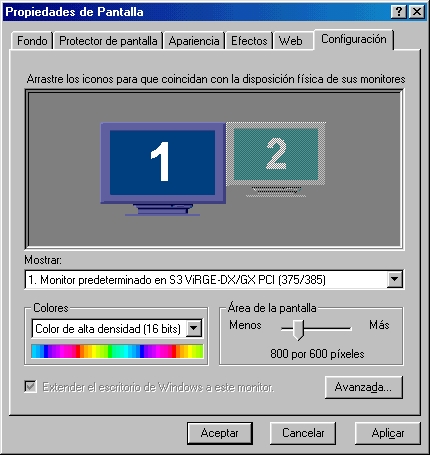 Propiedades de Pantalla
Fondo Protector de pantalla Apariencia Efectos Web Configuración
Arrastre los iconos para que coincidan con la disposición física de sus monitores
1 2
Mostrar:
1. Monitor predeterminado en S3 ViRGE-DX/GX PCI (375/385)
Colores
Color de alta densidad (16 bits)
Área de la pantalla
Menos Más
800 por 600 píxeles
Extender el escritorio de Windows a este monitor.
Avanzada...
Aceptar Cancelar Aplicar